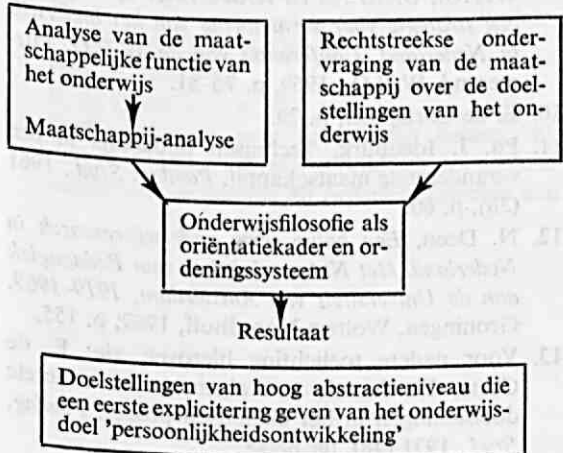 Analyse van de maat-
schappelijke functie van
het onderwijs
Maatschappij-analyse
Rechtstreekse onder-
vraging van de maat-
schappij over de doel-
stellingen van het on-
derwijs
Onderwijsfilosofie als
oriëntatiekader en or-
deningssysteem
Resultaat
Doelstellingen van hoog abstractieniveau die
een eerste explicitering geven van het onderwijs-
doel 'persoonlijkheidsontwikkeling'